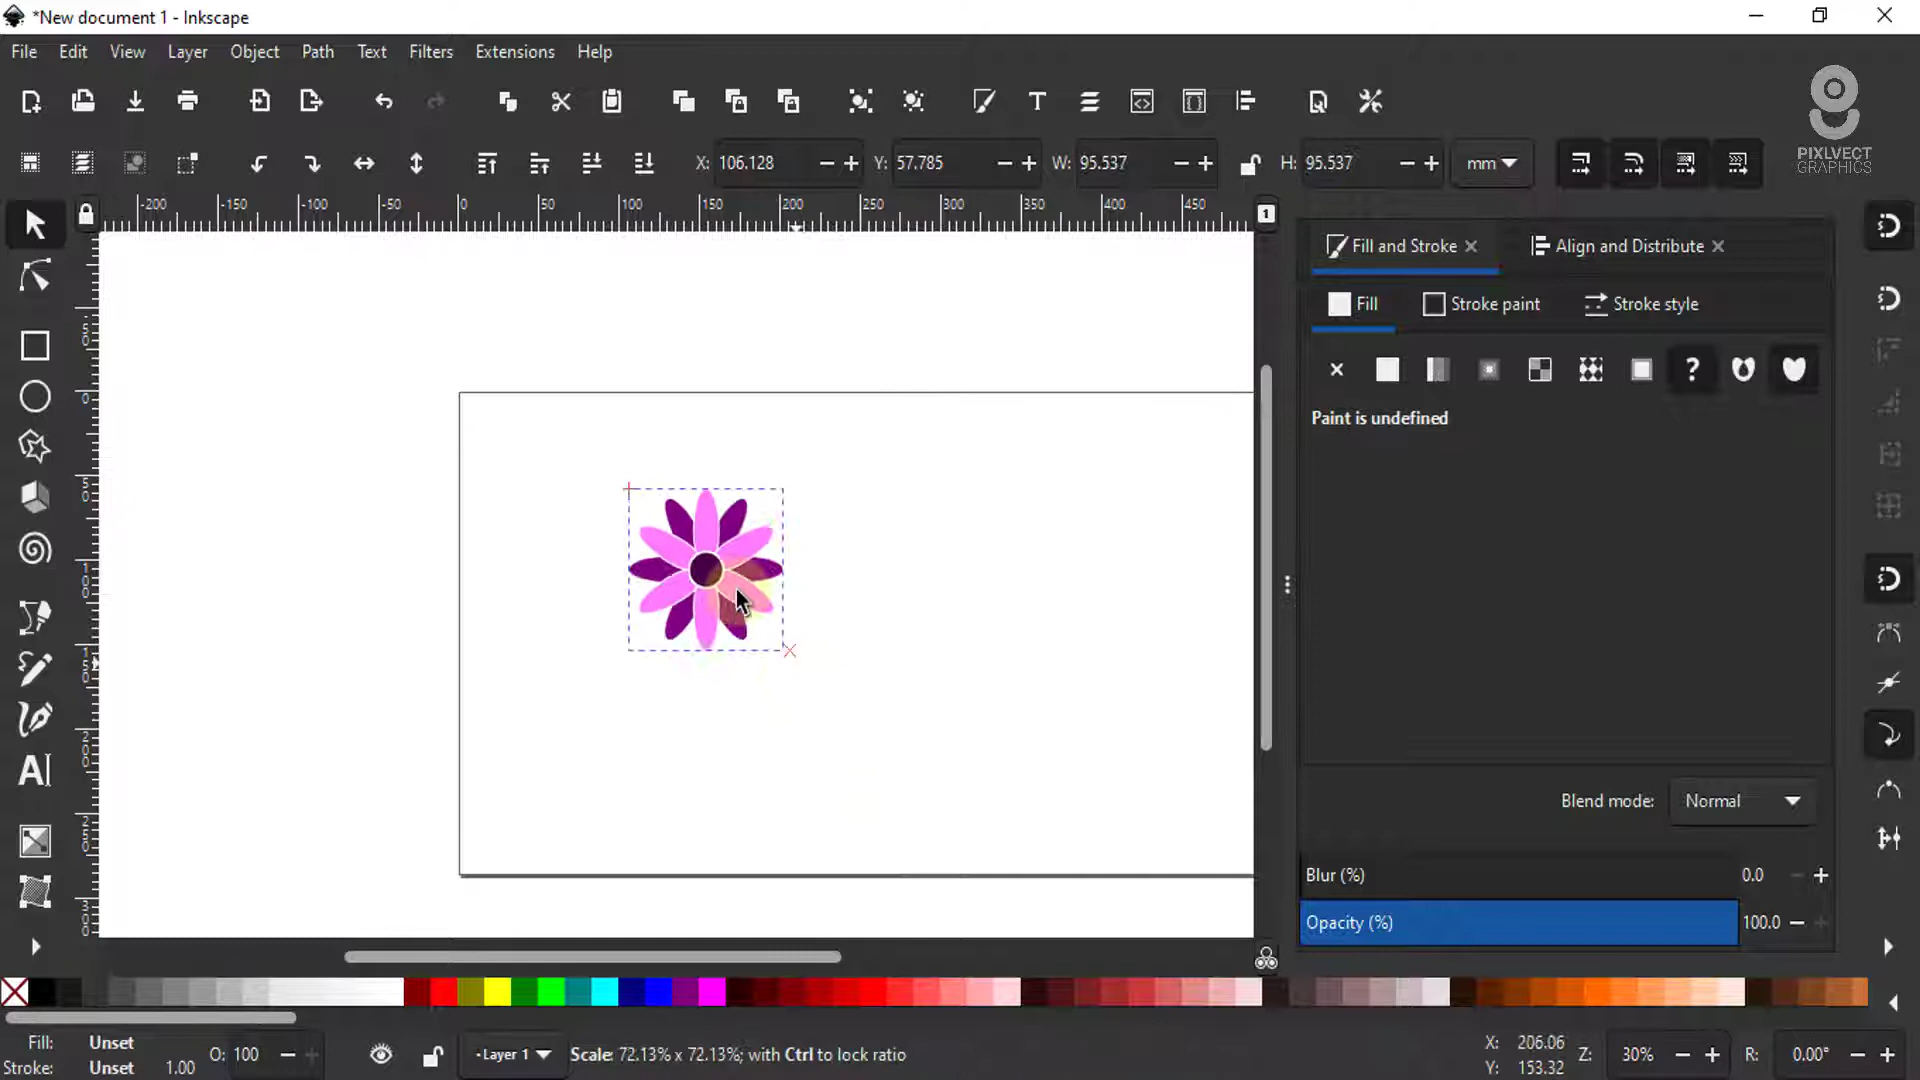 *New document 1 - Inkscape
File Edit View Layer Object Path Text Filters Extensions Help
PIXLVECT
GRAPHICS
X: 106.128 Y: 57.785 W: 95.537 H: 95.537 mm
-200 -150 -100 -50 0 50 100 150 200 250 300 350 400 450
1
Fill and Stroke Align and Distribute
Fill Stroke paint Stroke style
?
Paint is undefined
Blend mode: Normal
Blur (%) 0.0
Opacity (%) 100.0
Fill: Unset
Stroke: Unset 1.00
O: 100
Layer 1
Scale: 72.13% x 72.13%; with Ctrl to lock ratio
X: 206.06
Y: 153.32
Z: 30%
R: 0.00°